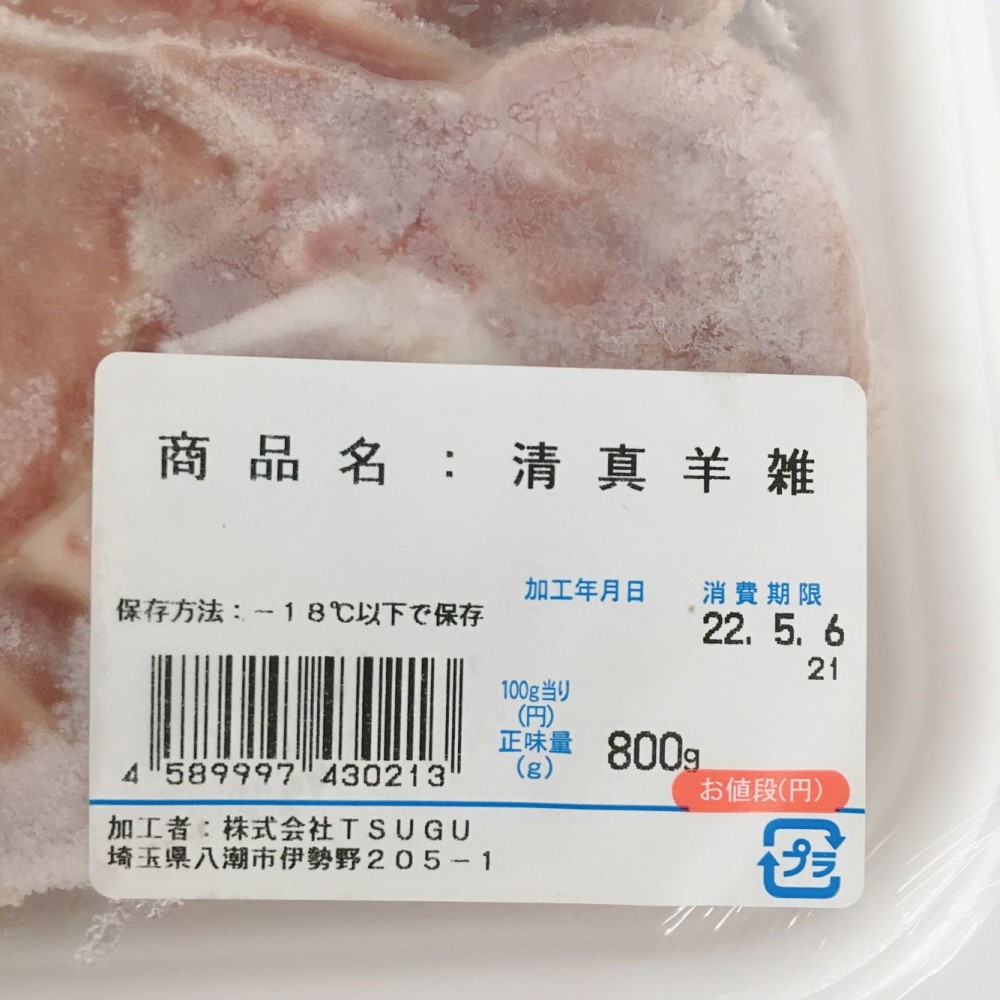 商品名：清真羊雑
加工年月日
消費期限
保存方法：－１８℃以下で保存
22. 5. 6
21
100g当り
(円)
正味量
(g)
800g
4 589997 430213
お値段(円)
加工者：株式会社ＴＳＵＧＵ
埼玉県八潮市伊勢野２０５－１
プラ